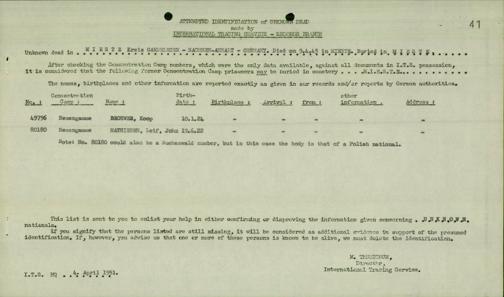 41
ATTEMPTED IDENTIFICATION OF UNKNOWN DEAD
made by
INTERNATIONAL TRACING SERVICE - RECORDS BRANCH
Unknown dead in Kreis GARDELEGEN - SACHSEN-ANHALT - GERMANY. Died on 9.4.45 in Buried in
After checking the Concentration Camp numbers, which were the only data available, against all documents in I.T.S. possession,
it is considered that the following former Concentration Camp prisoners may be buried in cemetery
The names, birthplaces and other information are reported exactly as given in our records and/or reports by German authorities.
No.: Concentration Camp: Name: Birth-date: Birthplace: Arrival: from: other information: Address:
49796 Neuengamme BROUWER, Koop 10.1.24 - - - - -
80180 Neuengamme MATHIESEN, Leif, John 19.6.22 - - - - -
Note: No. 80180 could also be a Buchenwald number, but in this case the body is that of a Polish national.
This list is sent to you to enlist your help in either confirming or disproving the information given concerning U N K N O W N
nationals.
If you signify that the persons listed are still missing, it will be considered as additional evidence in support of the presumed
identification. If, however, you advise us that one or more of these persons is known to be alive, we must delete the identification.
Director,
International Tracing Service.
I.T.S. HQ 4. April 1951.